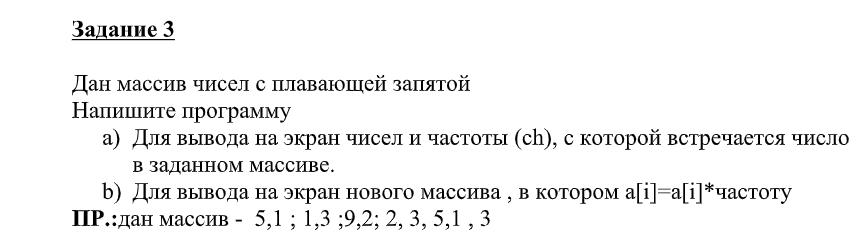 Задание 3
Дан массив чисел с плавающей запятой
Напишите программу
a) Для вывода на экран чисел и частоты (ch), с которой встречается число
в заданном массиве.
b) Для вывода на экран нового массива , в котором a[i]=a[i]*частоту
ПР.:дан массив - 5,1 ; 1,3 ;9,2; 2, 3, 5,1 , 3